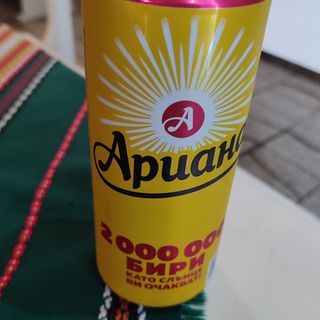 А
Ариана
2 000 000
БИРИ
КАТО СЛЪНЦЕ
ВИ ОЧАКВАТ!